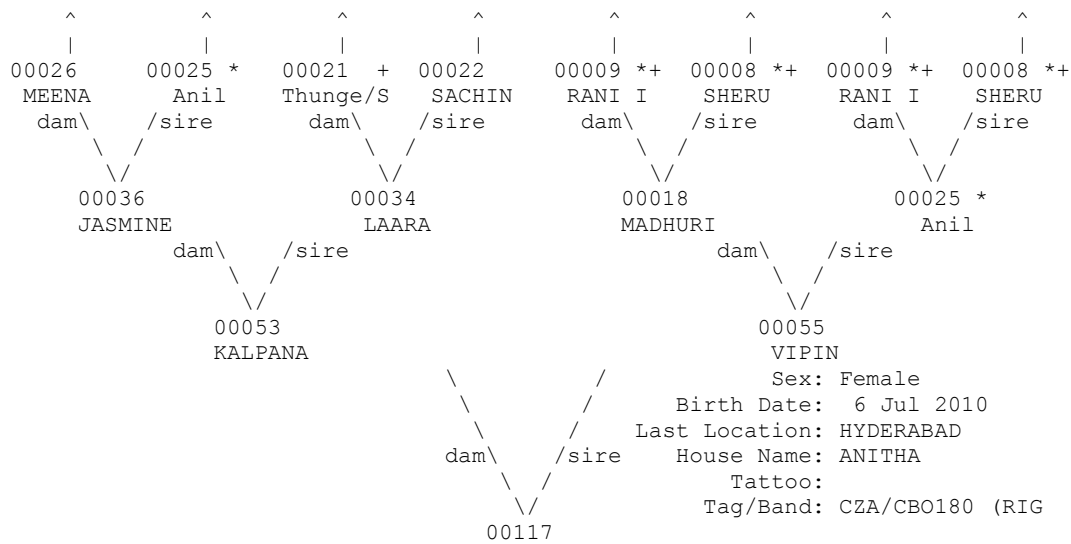 ^ ^ ^ ^ ^ ^ ^ ^
| | | | | | | |
00026 00025 * 00021 + 00022 00009 *+ 00008 *+ 00009 *+ 00008 *+
MEENA Anil Thunge/S SACHIN RANI I SHERU RANI I SHERU
dam\ /sire dam\ /sire dam\ /sire dam\ /sire
\ / \ / \ / \ /
\/ \/ \/ \/
00036 00034 00018 00025 *
JASMINE LAARA MADHURI Anil
dam\ /sire dam\ /sire
\ / \ /
\/ \/
00053 00055
KALPANA VIPIN
\ / Sex: Female
\ / Birth Date: 6 Jul 2010
\ / Last Location: HYDERABAD
dam\ /sire House Name: ANITHA
\ / Tattoo:
\/ Tag/Band: CZA/CBO180 (RIG
00117